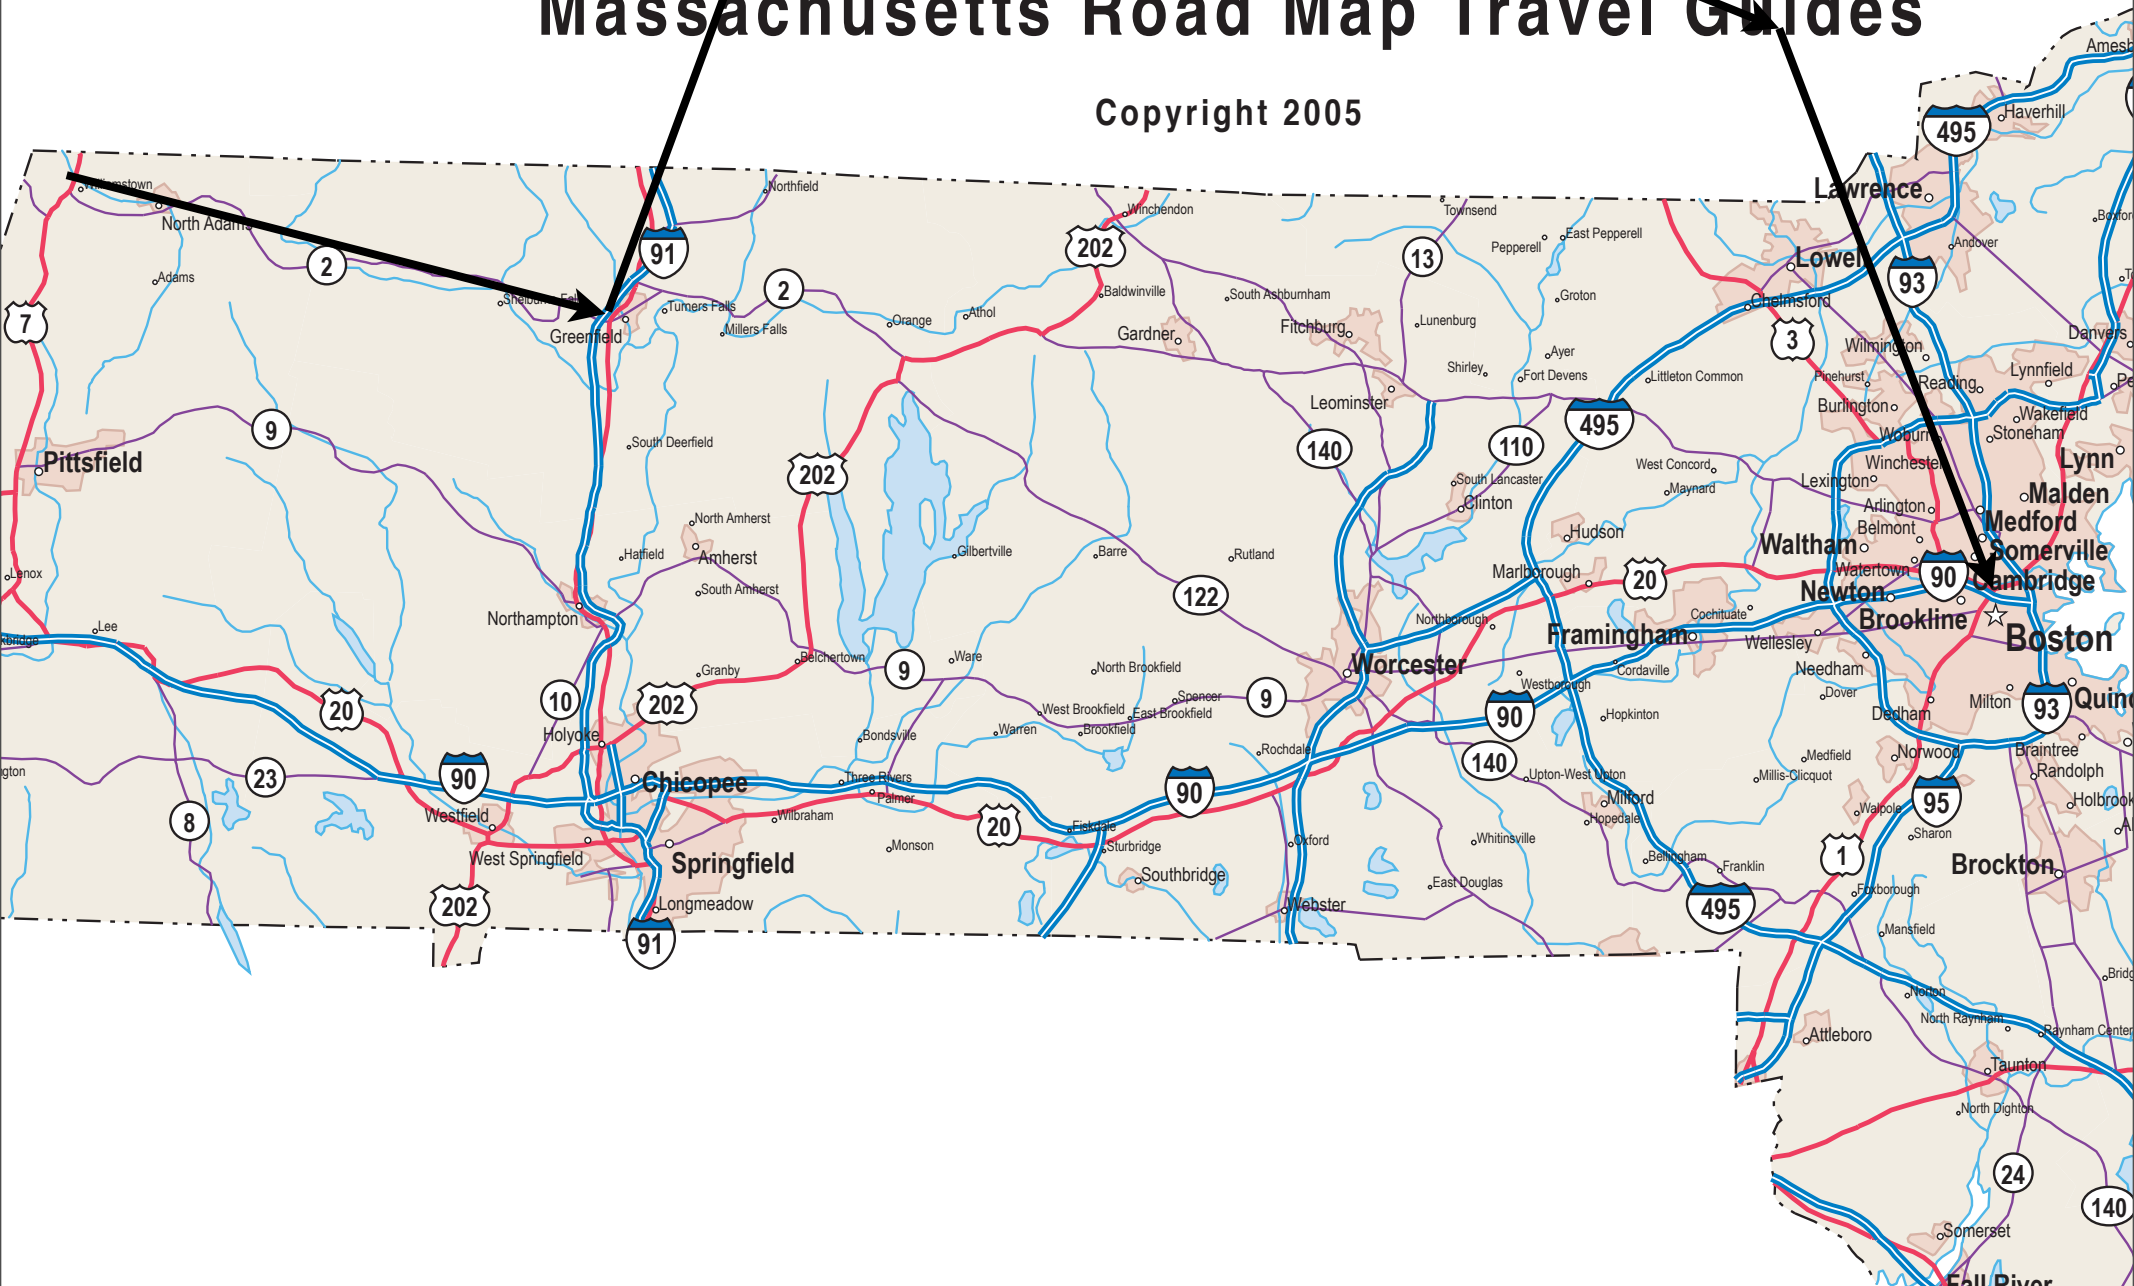 Massachusetts Road Map Travel Guides
Copyright 2005
Amesb
Haverhill
495
Lawrence
Williamstown
North Adams
Northfield
Winchendon
Townsend
Pepperell
East Pepperell
Andover
Boxford
91
202
13
Lowell
93
2
Adams
Shelburne Falls
2
Baldwinville
South Ashburnham
Groton
Chelmsford
7
Turners Falls
Millers Falls
Greenfield
Orange
Athol
Gardner
Fitchburg
Lunenburg
3
Wilmington
Danvers
Ayer
Shirley
Fort Devens
Littleton Common
Pinehurst
Reading
Lynnfield
Pe
Leominster
Burlington
Wakefield
9
South Deerfield
140
110
495
Woburn
Stoneham
Pittsfield
202
West Concord
Winchester
Lynn
South Lancaster
Maynard
Lexington
Malden
Clinton
Arlington
North Amherst
Hudson
Belmont
Medford
Hatfield
Amherst
Gilbertville
Barre
Rutland
Waltham
Somerville
Lenox
Marlborough
20
Watertown
90
Cambridge
South Amherst
122
Newton
Northampton
Northborough
Cochituate
Brookline
Lee
kbridge
Framingham
Wellesley
Boston
Belchertown
Ware
9
Granby
North Brookfield
Worcester
Cordaville
Needham
10
202
Spencer
9
Westborough
Dover
Milton
93
Quinc
20
West Brookfield
East Brookfield
90
Hopkinton
Dedham
Holyoke
Bondsville
Warren
Brookfield
Rochdale
Norwood
Braintree
gton
23
90
Chicopee
Three Rivers
Palmer
90
140
Upton-West Upton
Medfield
Millis-Clicquot
Randolph
8
Westfield
Wilbraham
20
Fiskdale
Milford
Hopedale
Walpole
95
Holbrook
West Springfield
Springfield
Monson
Sturbridge
Oxford
Whitinsville
Bellingham
Franklin
1
Sharon
Brockton
202
Longmeadow
Southbridge
Webster
East Douglas
495
Foxborough
91
Mansfield
Bridg
Norton
North Raynham
Raynham Center
Attleboro
Taunton
North Dighton
24
140
Somerset
Fall River